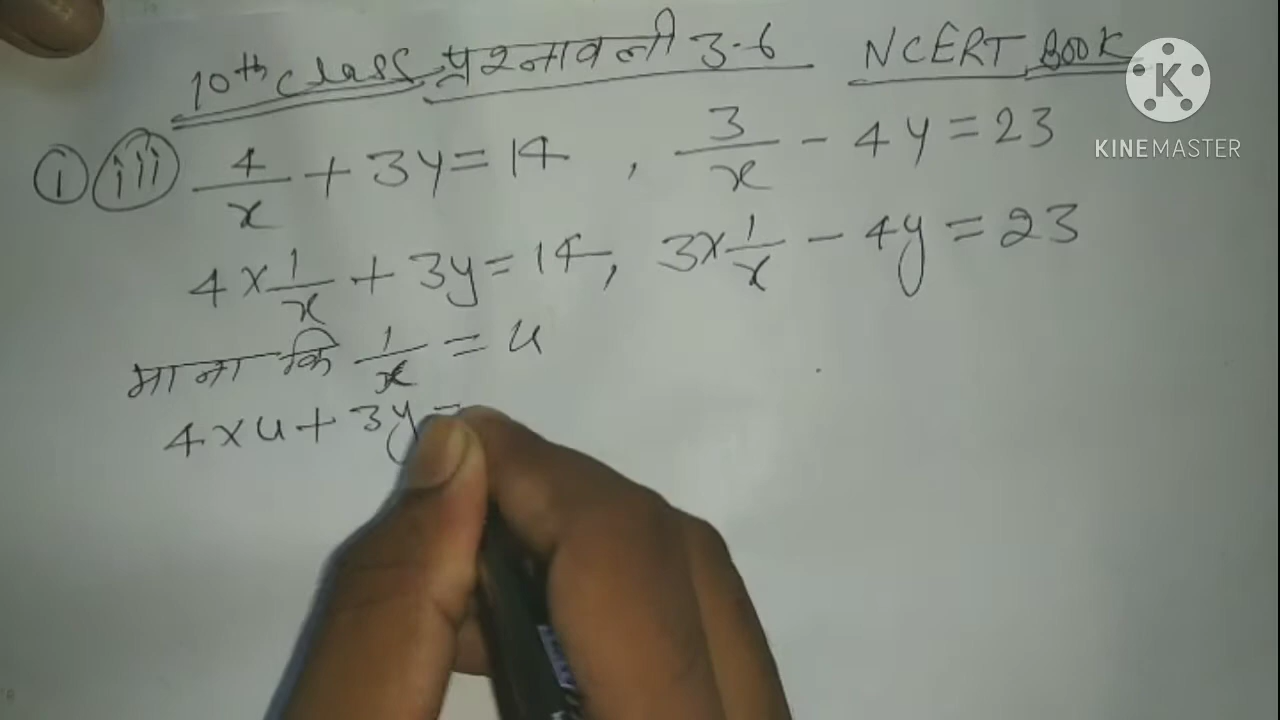 10th class प्रश्नावली 3.6 NCERT Book
K
KINEMASTER
(i) (iii) 4/x + 3y = 14 , 3/x - 4y = 23
4 × 1/x + 3y = 14, 3 × 1/x - 4y = 23
माना कि 1/x = u
4 × u + 3y =